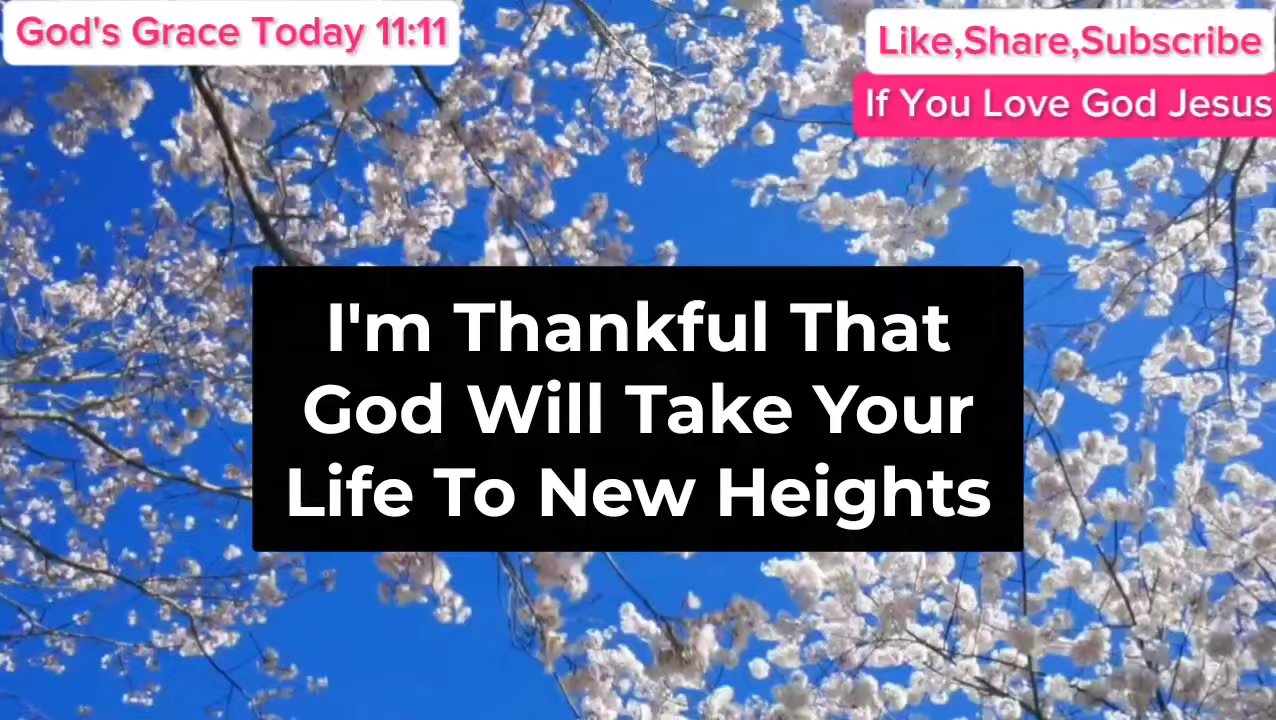 God's Grace Today 11:11
Like,Share,Subscribe
If You Love God Jesus
I'm Thankful That
God Will Take Your
Life To New Heights